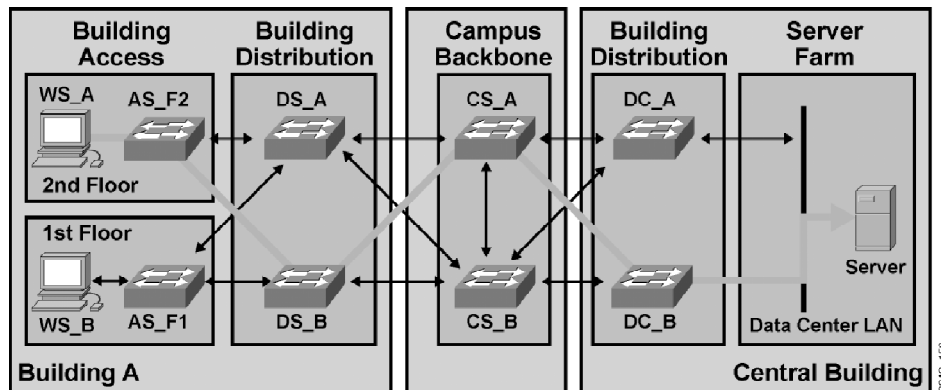 Building Access
Building Distribution
Campus Backbone
Building Distribution
Server Farm
WS_A
AS_F2
DS_A
CS_A
DC_A
2nd Floor
1st Floor
Server
WS_B
AS_F1
DS_B
CS_B
DC_B
Data Center LAN
Building A
Central Building